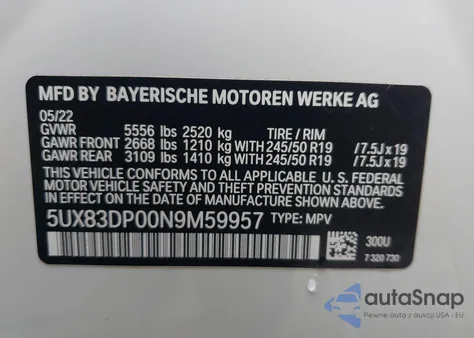 MFD BY BAYERISCHE MOTOREN WERKE AG
05/22
GVWR 5556 lbs 2520 kg TIRE / RIM
GAWR FRONT 2668 lbs 1210 kg WITH 245/50 R19 /7.5J x 19
GAWR REAR 3109 lbs 1410 kg WITH 245/50 R19 /7.5J x 19
THIS VEHICLE CONFORMS TO ALL APPLICABLE U. S. FEDERAL
MOTOR VEHICLE SAFETY AND THEFT PREVENTION STANDARDS
IN EFFECT ON THE DATE OF MANUFACTURE SHOWN ABOVE.
5UX83DP00N9M59957 TYPE: MPV
300U
7 320 730
autaSnap
Pewne auta z aukcji USA i EU